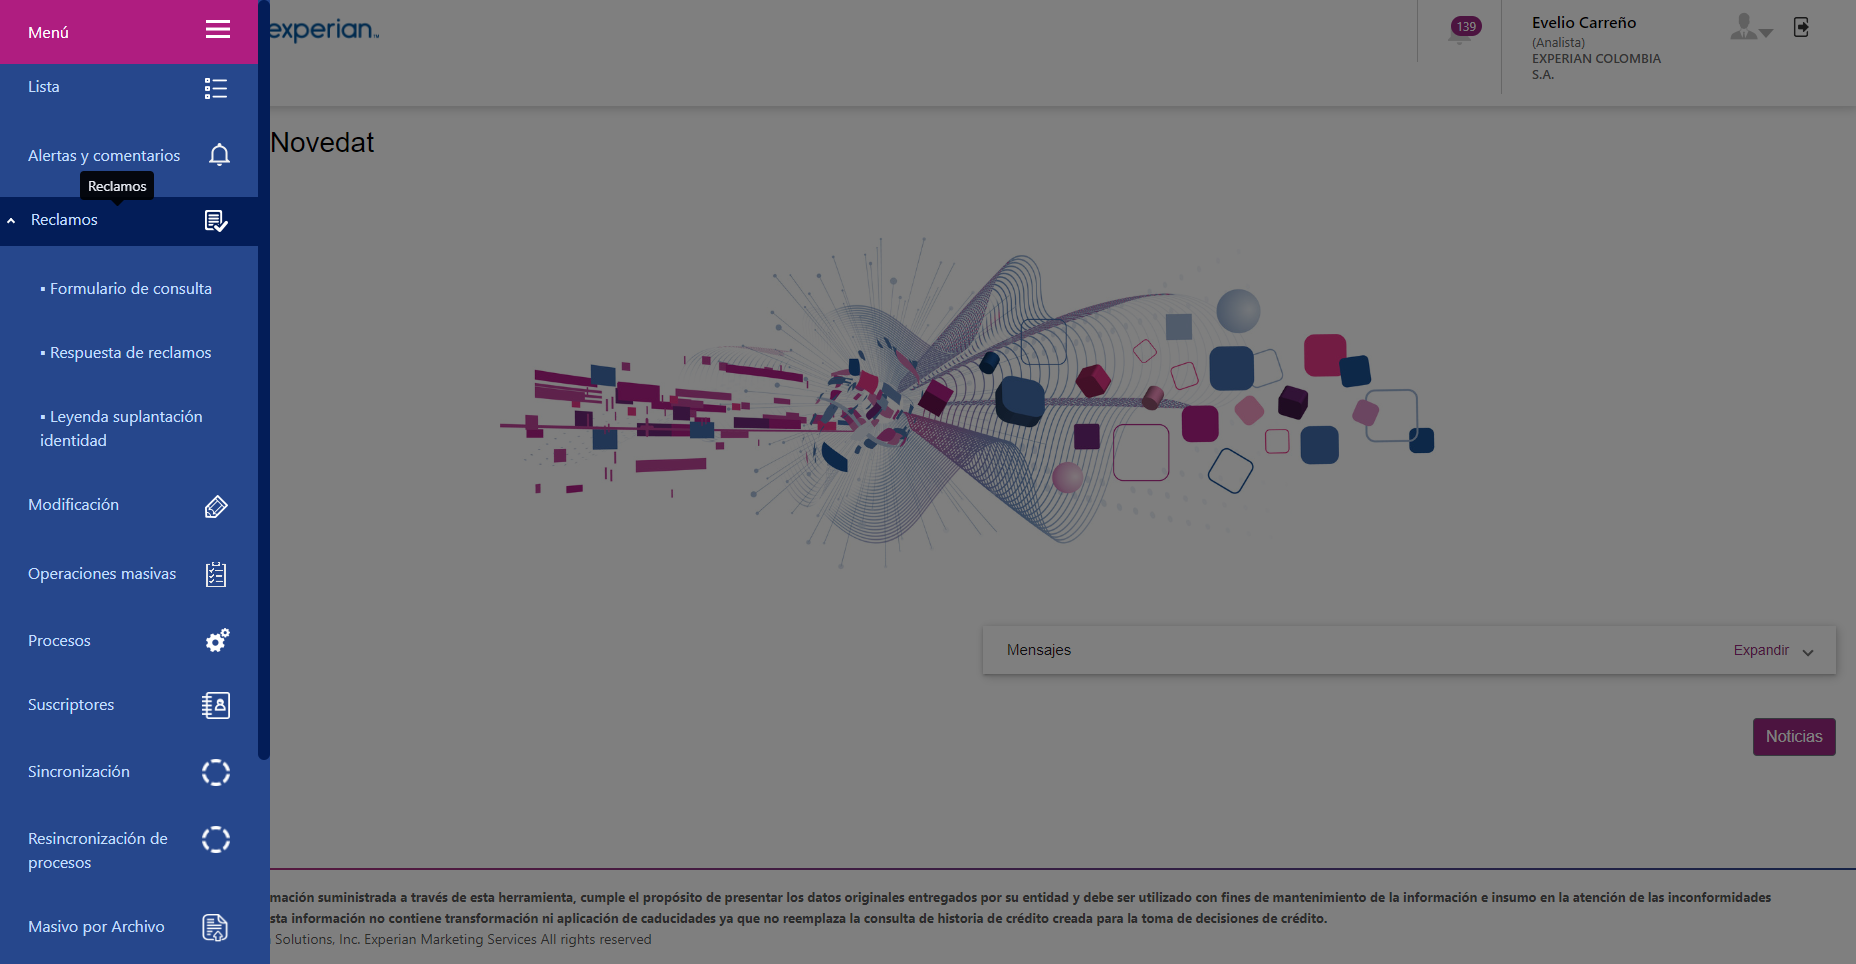 Menú
experian™
139
Evelio Carreño
(Analista)
EXPERIAN COLOMBIA
S.A.
Lista
Novedat
Alertas y comentarios
Reclamos
Reclamos
▪ Formulario de consulta
▪ Respuesta de reclamos
▪ Leyenda suplantación
identidad
Modificación
Operaciones masivas
Procesos
Mensajes
Expandir
Suscriptores
Noticias
Sincronización
Resincronización de
procesos
Masivo por Archivo
mación suministrada a través de esta herramienta, cumple el propósito de presentar los datos originales entregados por su entidad y debe ser utilizado con fines de mantenimiento de la información e insumo en la atención de las inconformidades
sta información no contiene transformación ni aplicación de caducidades ya que no reemplaza la consulta de historia de crédito creada para la toma de decisiones de crédito.
Solutions, Inc. Experian Marketing Services All rights reserved